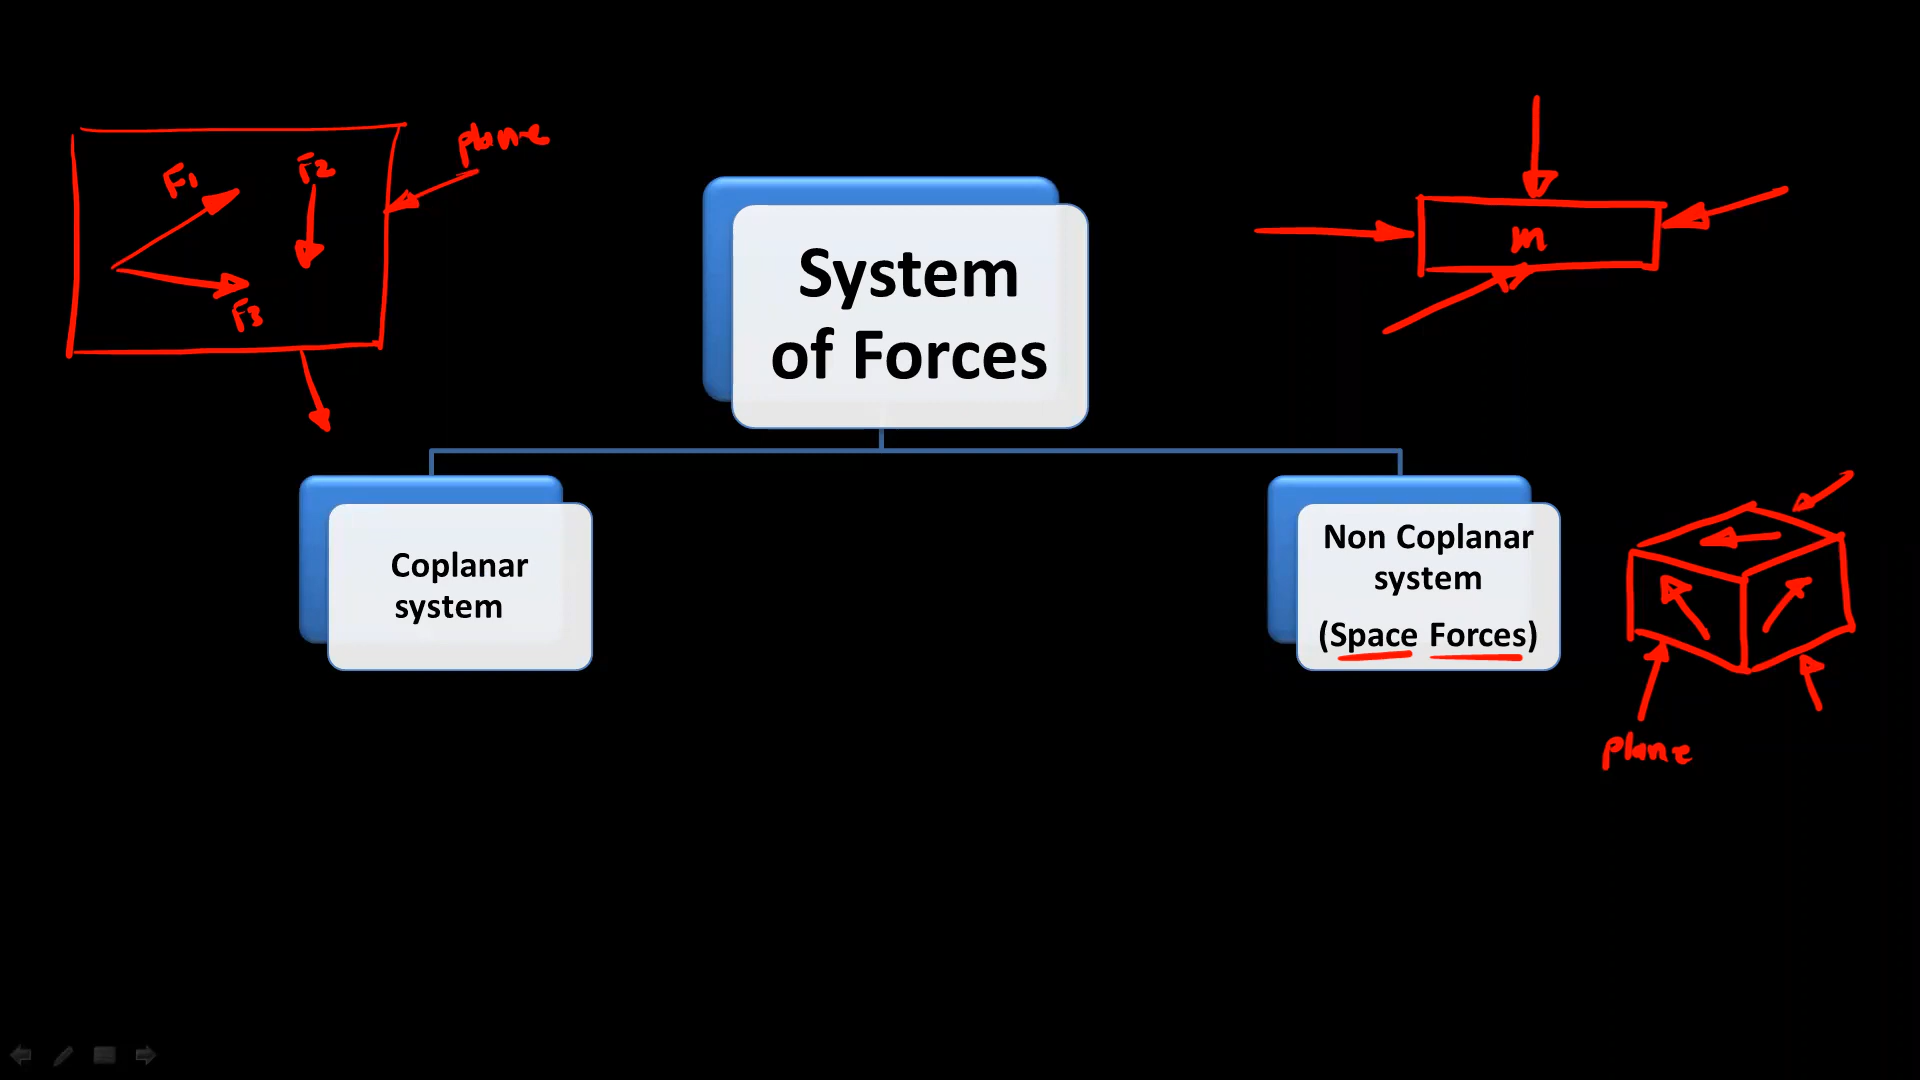 plane
F1
F2
F3
m
System
of Forces
Coplanar
system
Non Coplanar
system
(Space Forces)
plane